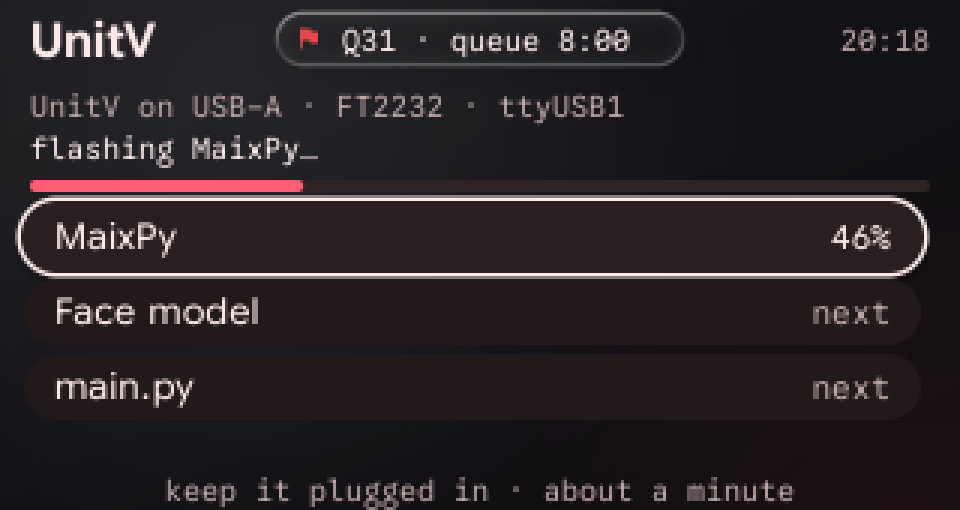 UnitV
Q31 · queue 8:00
20:18
UnitV on USB-A · FT2232 · ttyUSB1
flashing MaixPy_
MaixPy 46%
Face model next
main.py next
keep it plugged in · about a minute